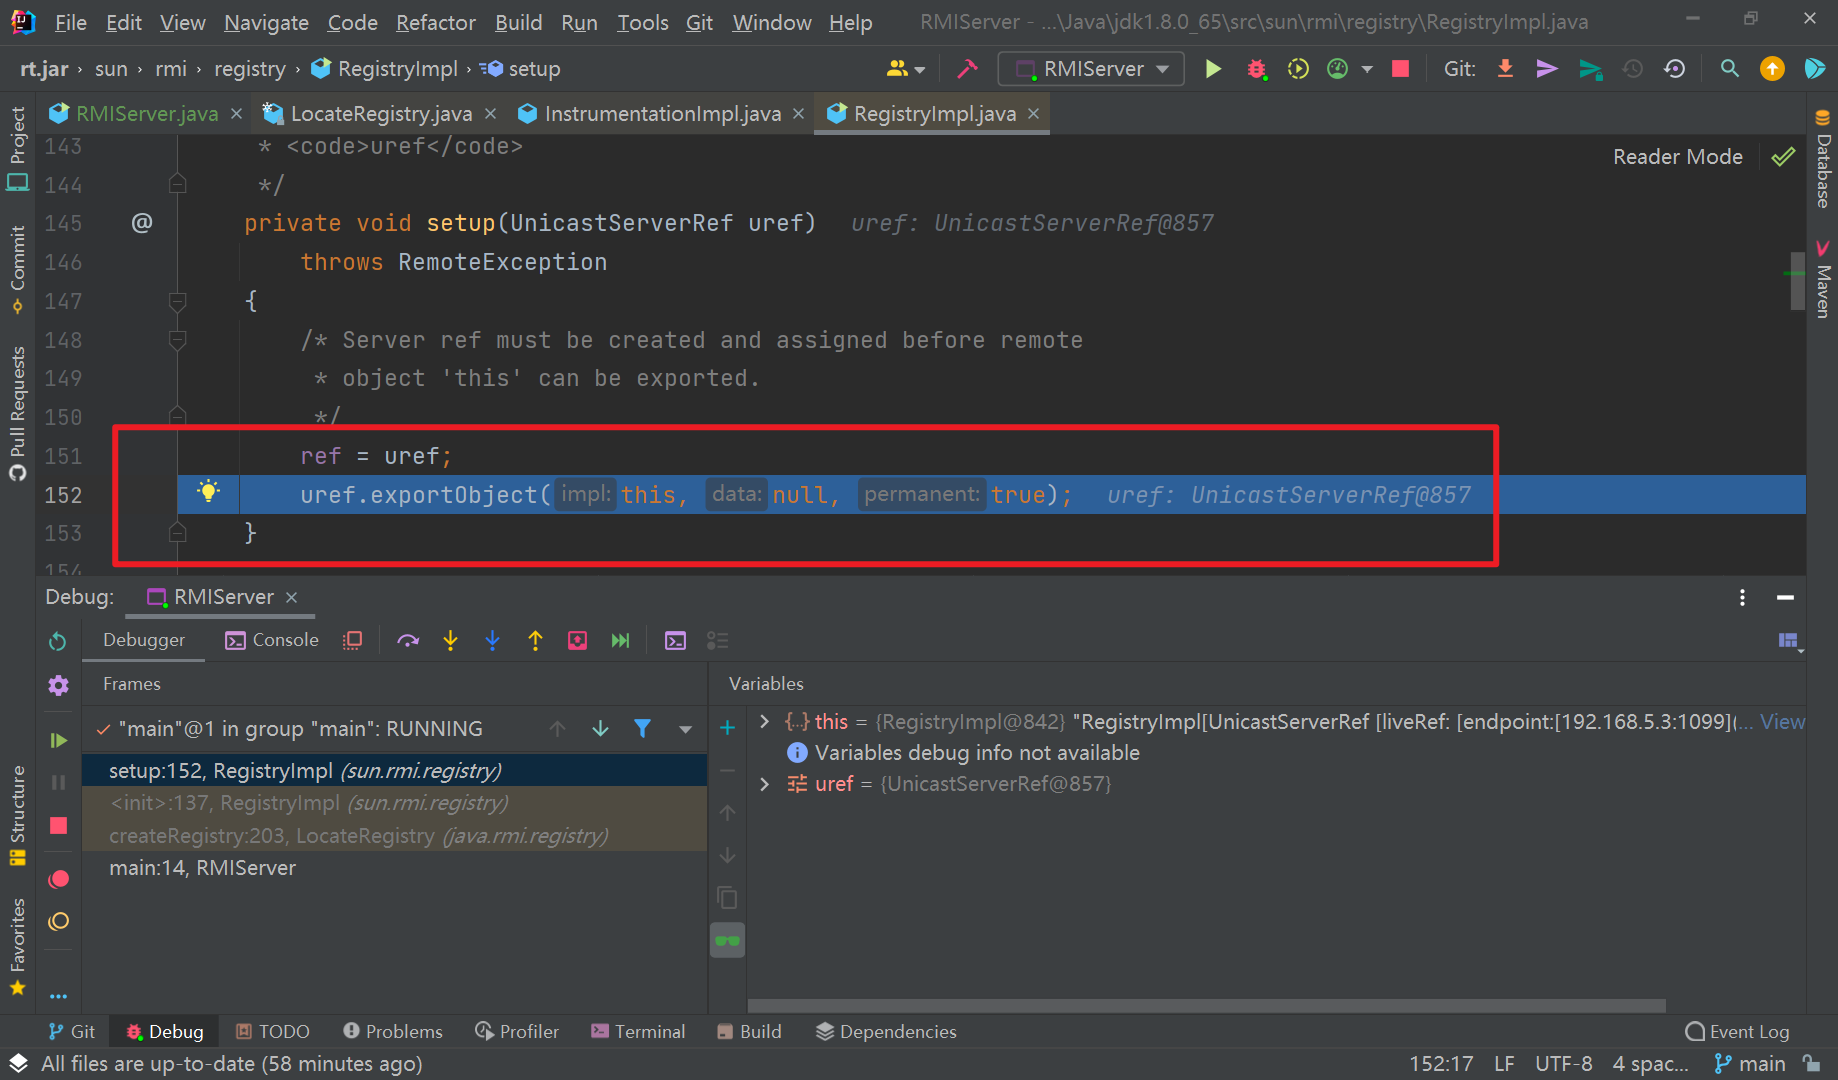 File Edit View Navigate Code Refactor Build Run Tools Git Window Help RMIServer - ...\Java\jdk1.8.0_65\src\sun\rmi\registry\RegistryImpl.java
rt.jar › sun › rmi › registry › RegistryImpl › setup RMIServer Git:
RMIServer.java LocateRegistry.java InstrumentationImpl.java RegistryImpl.java
Reader Mode
143 * <code>uref</code>
144 */
145 @ private void setup(UnicastServerRef uref) uref: UnicastServerRef@857
146 throws RemoteException
147 {
148 /* Server ref must be created and assigned before remote
149 * object 'this' can be exported.
150 */
151 ref = uref;
152 uref.exportObject( impl: this, data: null, permanent: true); uref: UnicastServerRef@857
153 }
154
Project
Commit
Pull Requests
Structure
Favorites
Database
Maven
Debug: RMIServer
Debugger Console
Frames
"main"@1 in group "main": RUNNING
setup:152, RegistryImpl (sun.rmi.registry)
<init>:137, RegistryImpl (sun.rmi.registry)
createRegistry:203, LocateRegistry (java.rmi.registry)
main:14, RMIServer
Variables
this = {RegistryImpl@842} "RegistryImpl[UnicastServerRef [liveRef: [endpoint:[192.168.5.3:1099](... View
Variables debug info not available
uref = {UnicastServerRef@857}
Git Debug TODO Problems Profiler Terminal Build Dependencies Event Log
All files are up-to-date (58 minutes ago) 152:17 LF UTF-8 4 spac... main